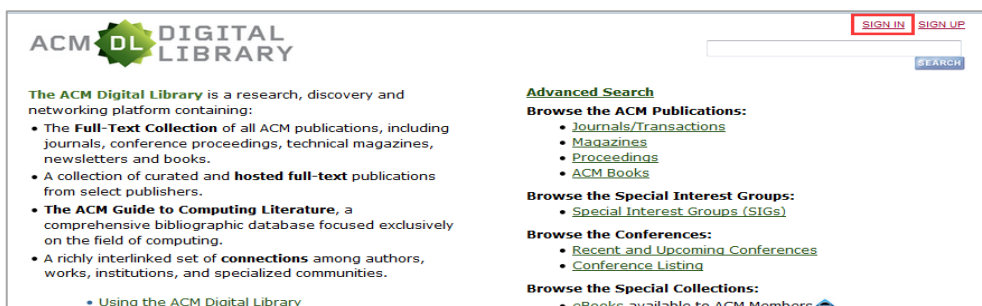 ACM DL DIGITAL LIBRARY
SIGN IN SIGN UP
SEARCH
The ACM Digital Library is a research, discovery and
networking platform containing:
• The Full-Text Collection of all ACM publications, including
journals, conference proceedings, technical magazines,
newsletters and books.
• A collection of curated and hosted full-text publications
from select publishers.
• The ACM Guide to Computing Literature, a
comprehensive bibliographic database focused exclusively
on the field of computing.
• A richly interlinked set of connections among authors,
works, institutions, and specialized communities.
• Using the ACM Digital Library
Advanced Search
Browse the ACM Publications:
• Journals/Transactions
• Magazines
• Proceedings
• ACM Books
Browse the Special Interest Groups:
• Special Interest Groups (SIGs)
Browse the Conferences:
• Recent and Upcoming Conferences
• Conference Listing
Browse the Special Collections:
• eBooks available to ACM Members